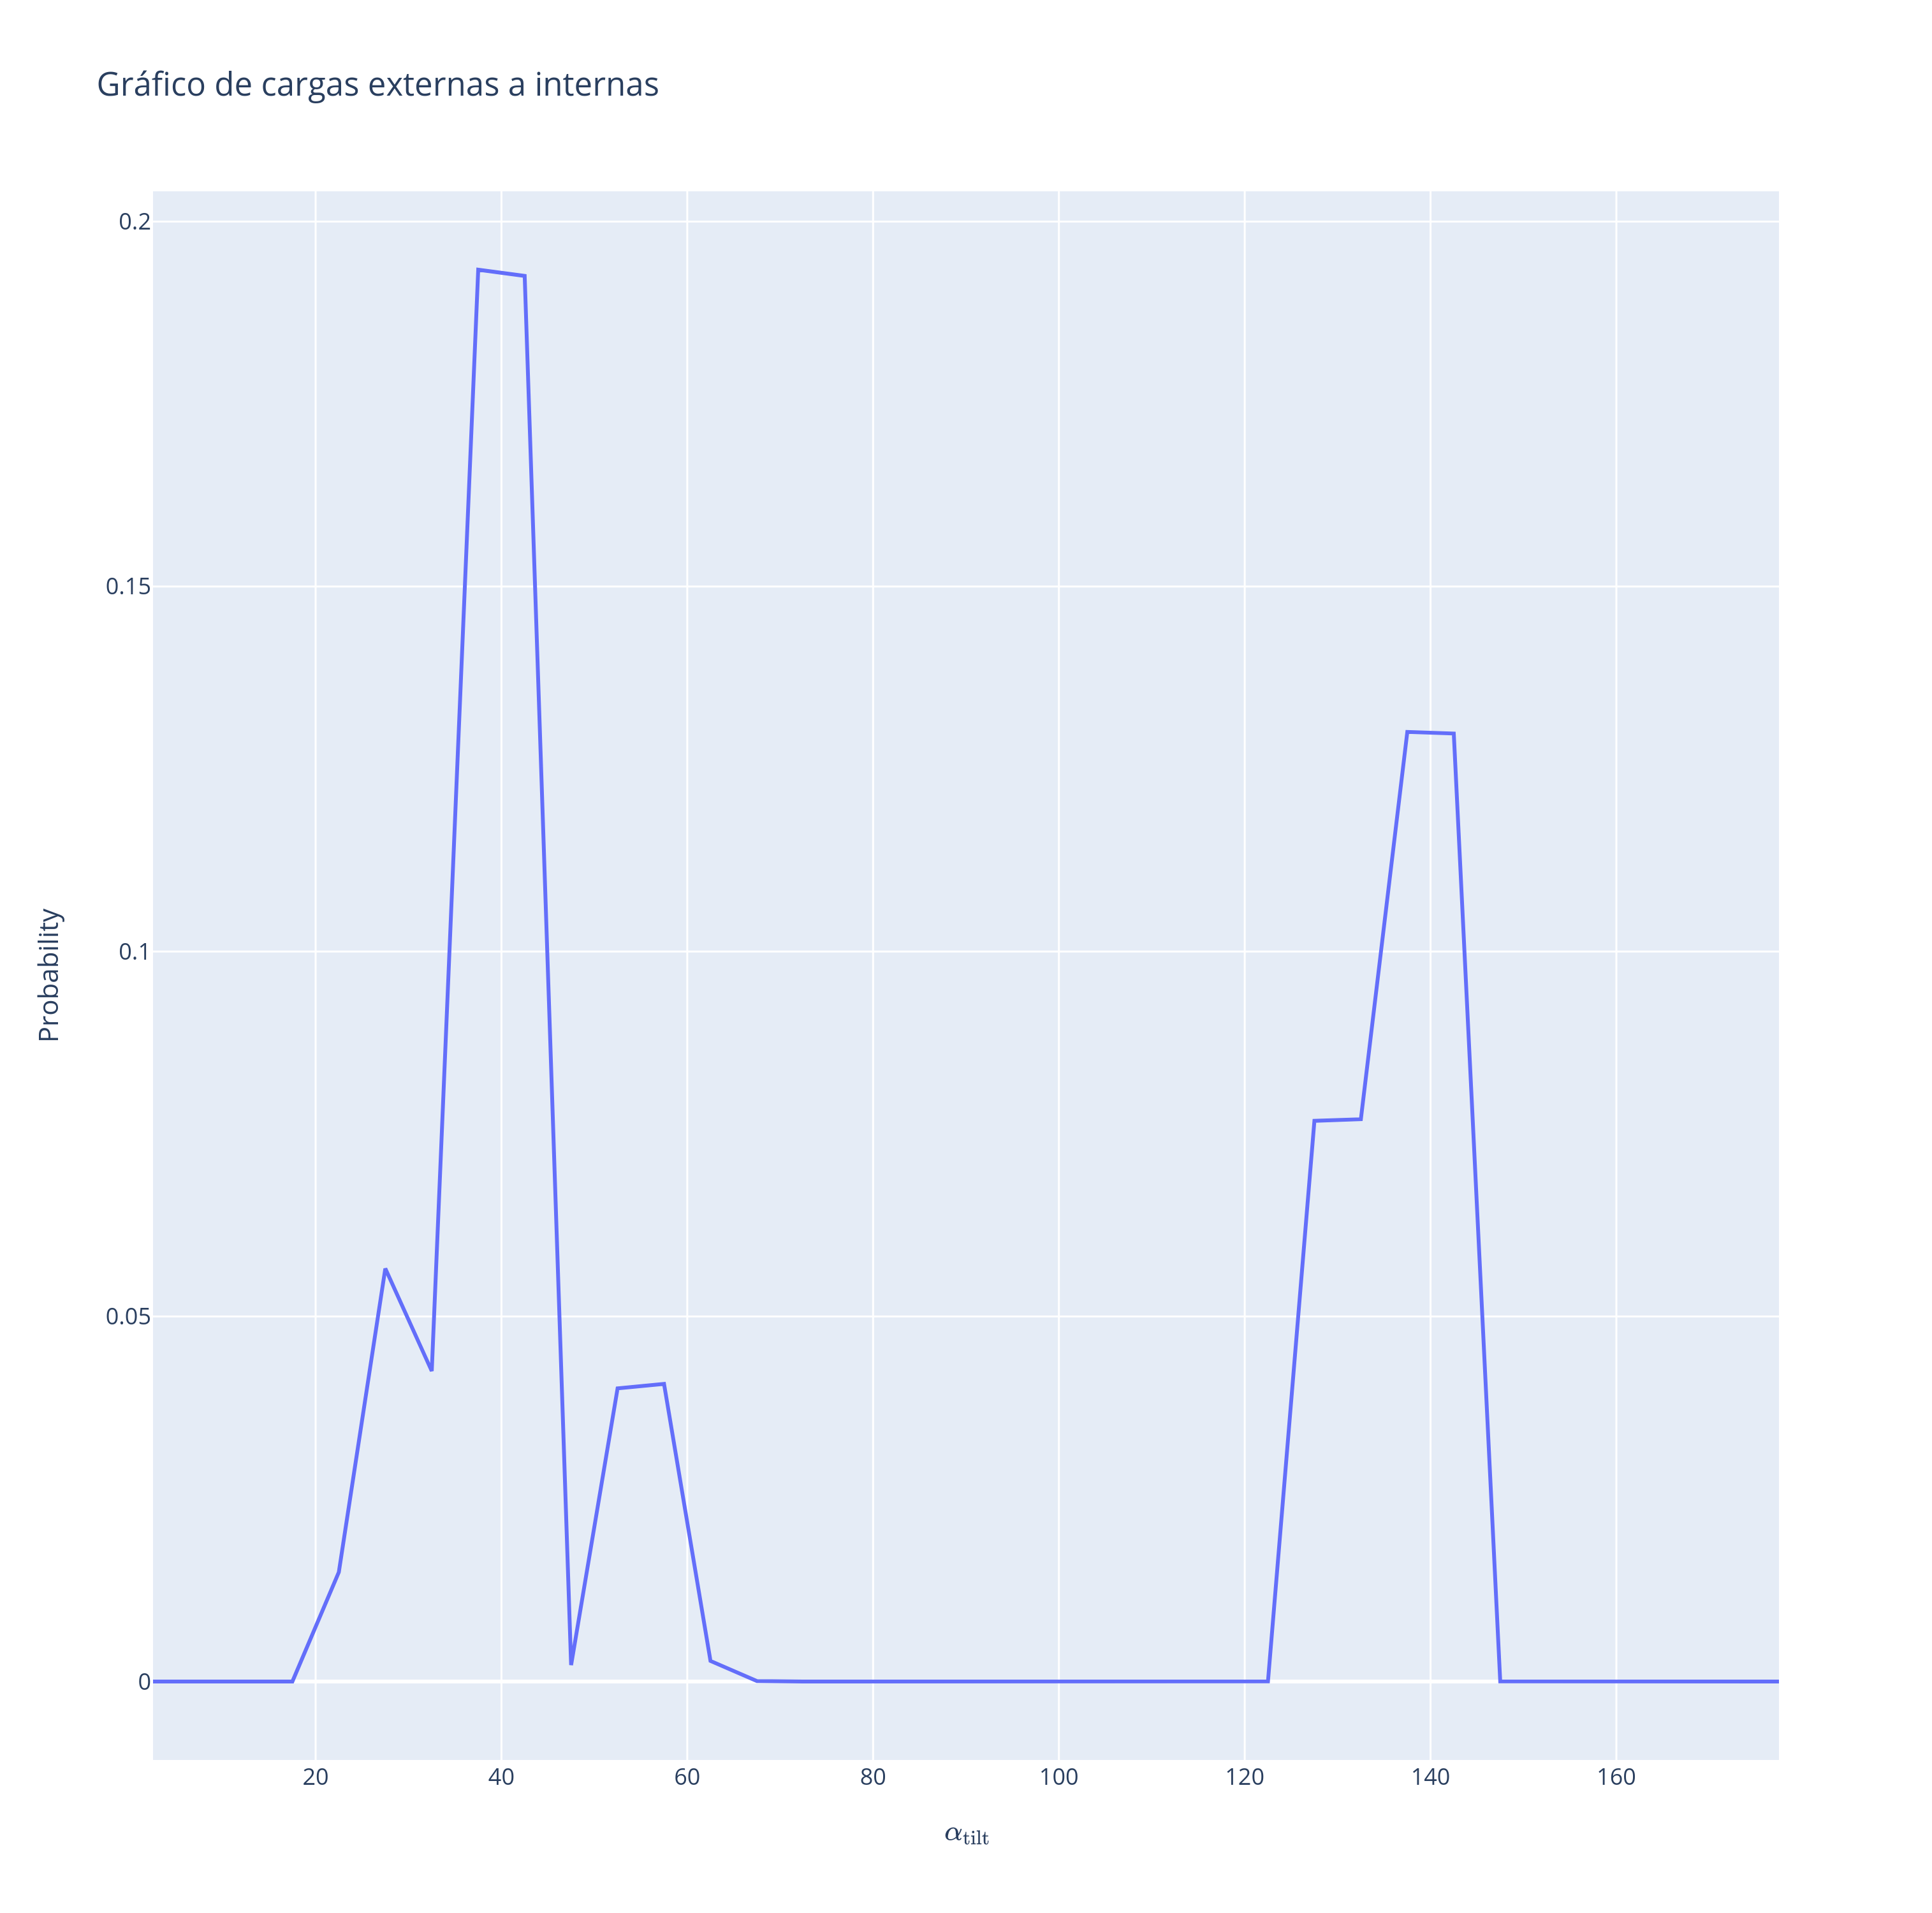 Gráfico de cargas externas a internas
0.2
0.15
0.1
0.05
0
Probability
20 40 60 80 100 120 140 160
αtilt